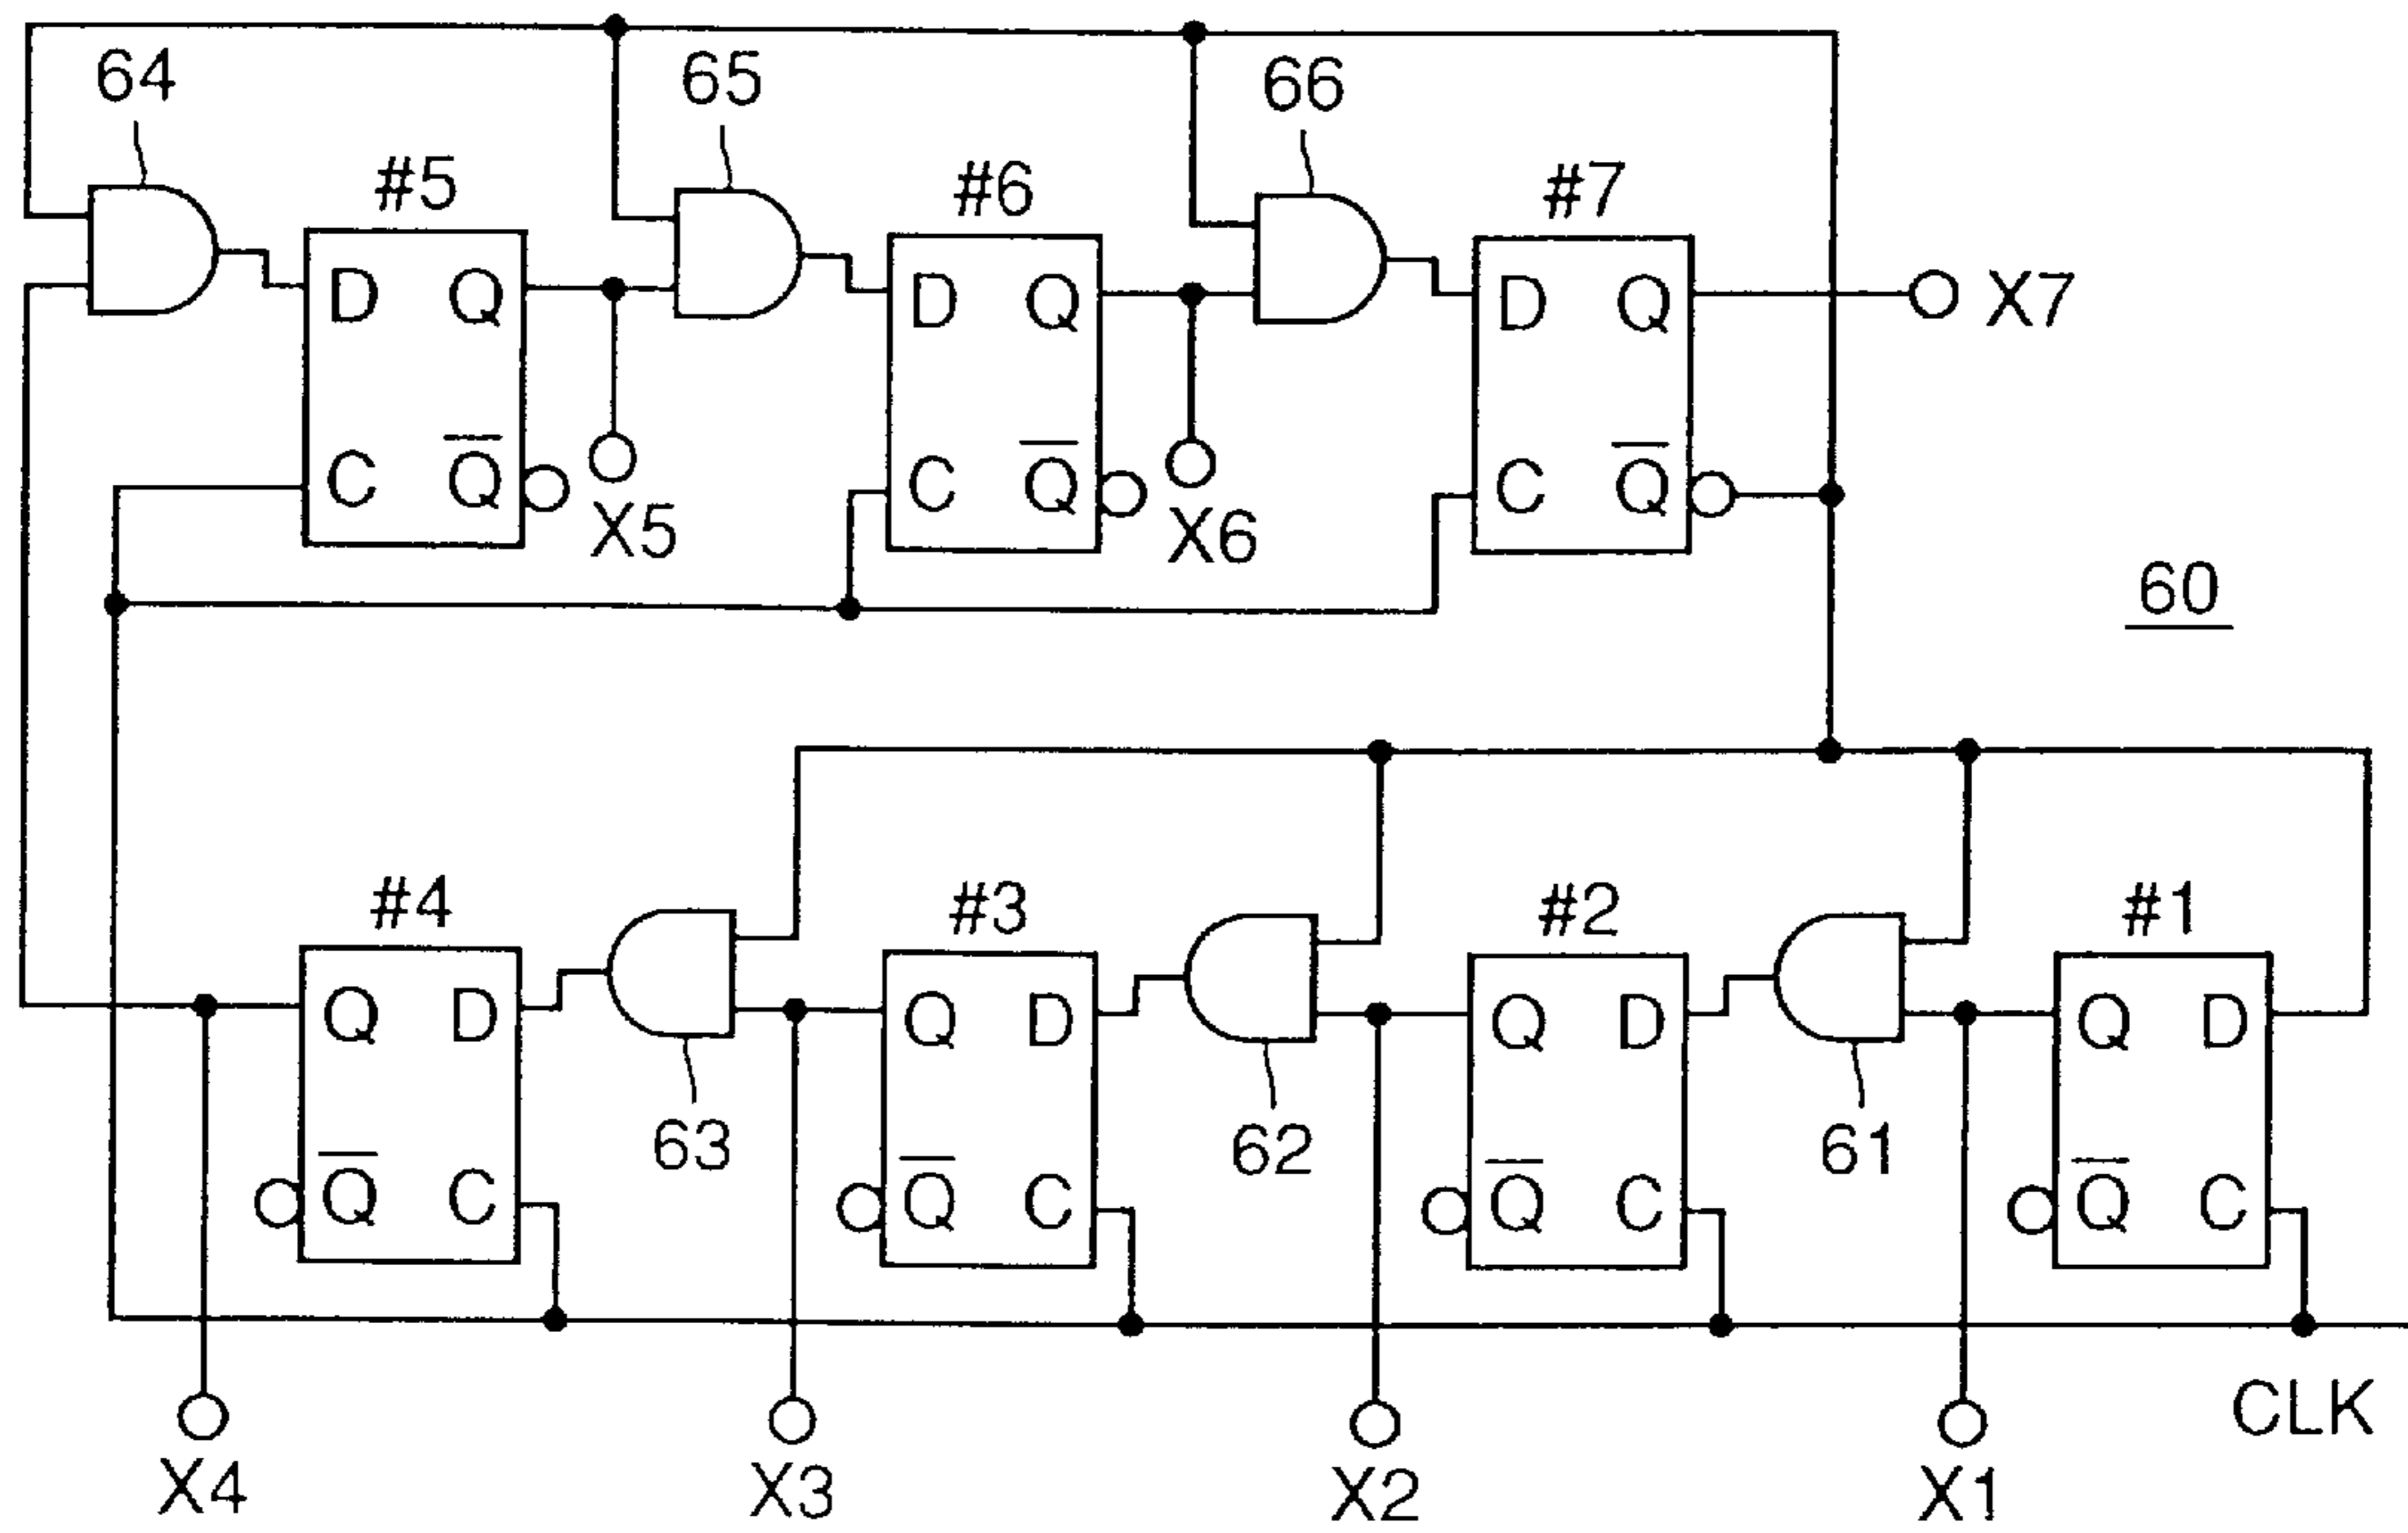 64 65 66
#5 #6 #7
D Q D Q D Q X7
C Q C Q C Q
X5 X6
60
#4 #3 #2 #1
Q D Q D Q D Q D
63 62 61
Q C Q C Q C Q C
CLK
X4 X3 X2 X1